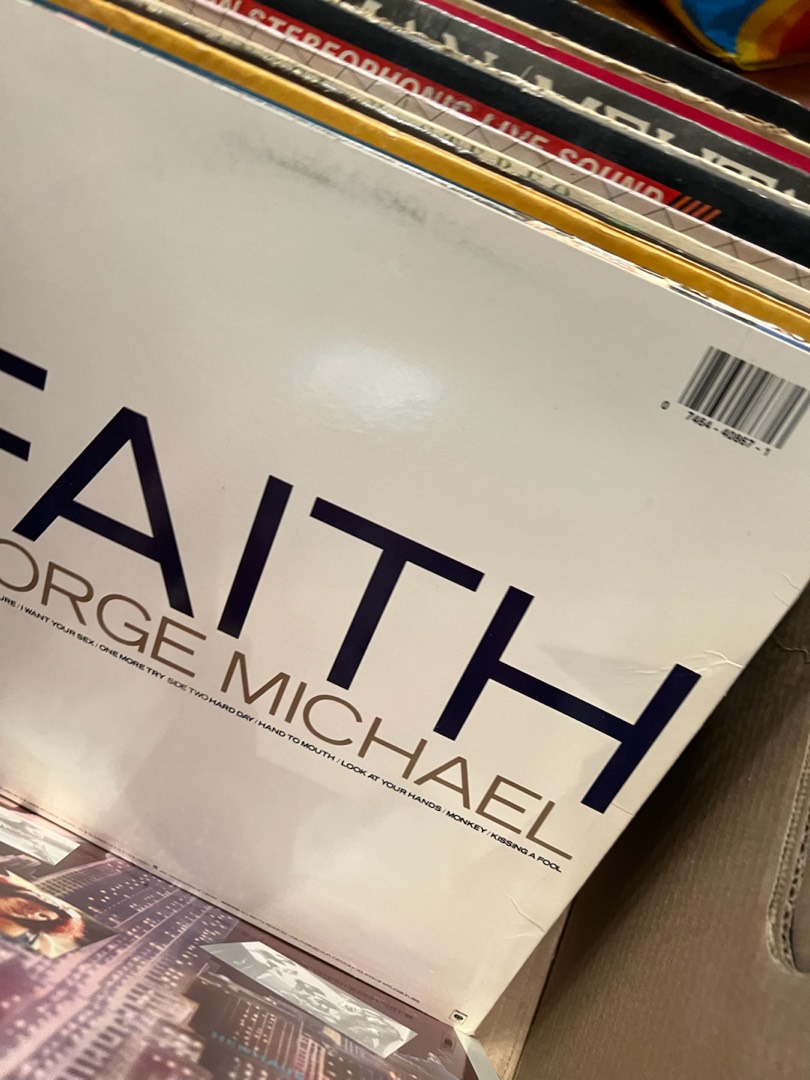 STEREOPHONIC LIVE SOUND
0 7464-40867-1
FAITH
ORGE MICHAEL
URE / I WANT YOUR SEX / ONE MORE TRY SIDE TWO HARD DAY / HAND TO MOUTH / LOOK AT YOUR HANDS / MONKEY / KISSING A FOOL